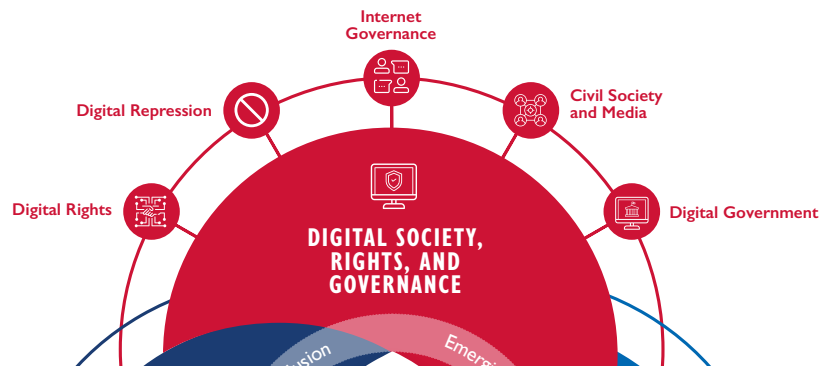 Internet
Governance
Digital Repression
Civil Society
and Media
Digital Rights
Digital Government
DIGITAL SOCIETY,
RIGHTS, AND
GOVERNANCE